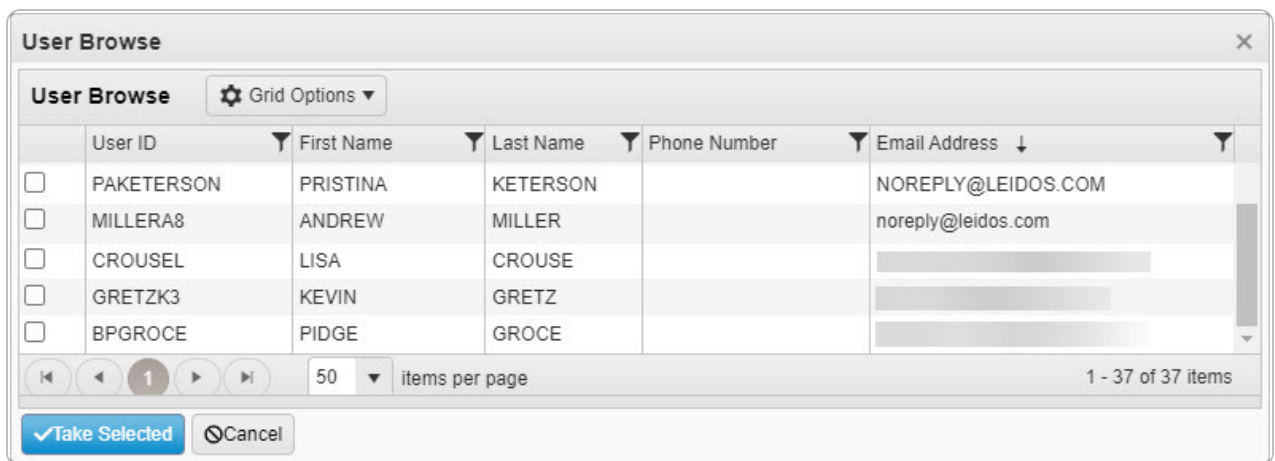 User Browse
User Browse Grid Options
User ID First Name Last Name Phone Number Email Address
PAKETERSON PRISTINA KETERSON NOREPLY@LEIDOS.COM
MILLERA8 ANDREW MILLER noreply@leidos.com
CROUSEL LISA CROUSE
GRETZK3 KEVIN GRETZ
BPGROCE PIDGE GROCE
1 50 items per page 1 - 37 of 37 items
Take Selected Cancel